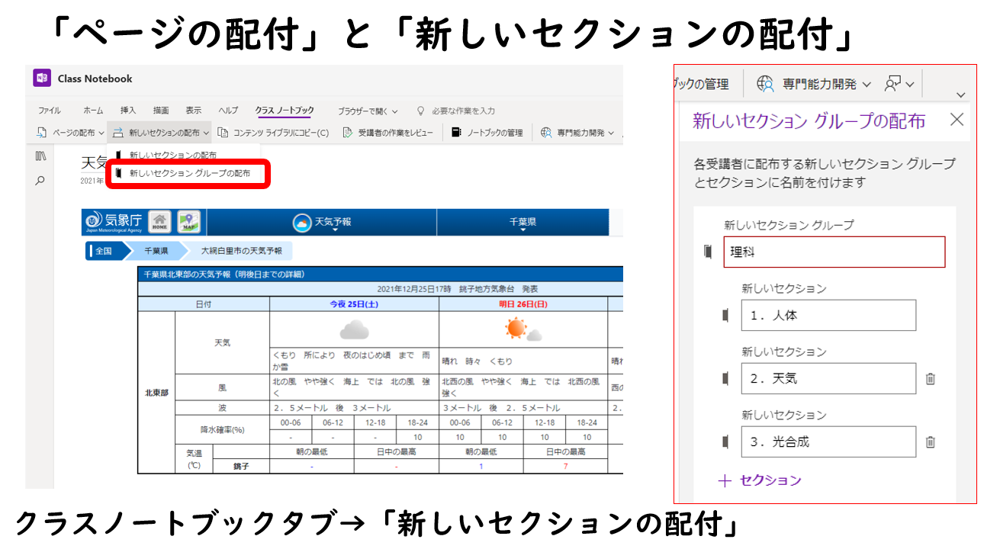 「ページの配付」と「新しいセクションの配付」
Class Notebook
ファイル ホーム 挿入 描画 表示 ヘルプ クラス ノートブック ブラウザーで開く 必要な作業を入力
ページの配布 新しいセクションの配布 コンテンツ ライブラリにコピー(C) 受講者の作業をレビュー ノートブックの管理 専門能力開発
新しいセクションの配布
新しいセクション グループの配布
天気
2021年
気象庁
Japan Meteorological Agency
HOME
MAP
天気予報
千葉県
全国 千葉県 大網白里市の天気予報
千葉県北東部の天気予報（明後日までの詳細）
2021年12月25日17時 銚子地方気象台 発表
日付 今夜 25日(土) 明日 26日(日)
北東部
天気
くもり 所により 夜のはじめ頃 まで 雨
か雪
晴れ 時々 くもり
晴れ
風
北の風 やや強く 海上 では 北の風 強
く
北西の風 やや強く 海上 では 北西の風
強く
西の
波 ２．５メートル 後 ３メートル ３メートル 後 ２．５メートル ２．
降水確率(%)
00-06 06-12 12-18 18-24 00-06 06-12 12-18 18-24
- - - 10 10 10 10 10
気温
(℃)
朝の最低 日中の最高 朝の最低 日中の最高
銚子 - - 1 7
ブックの管理 専門能力開発
新しいセクション グループの配布
各受講者に配布する新しいセクション グループ
とセクションに名前を付けます
新しいセクション グループ
理科
新しいセクション
１．人体
新しいセクション
２．天気
新しいセクション
３．光合成
＋ セクション
クラスノートブックタブ→「新しいセクションの配付」